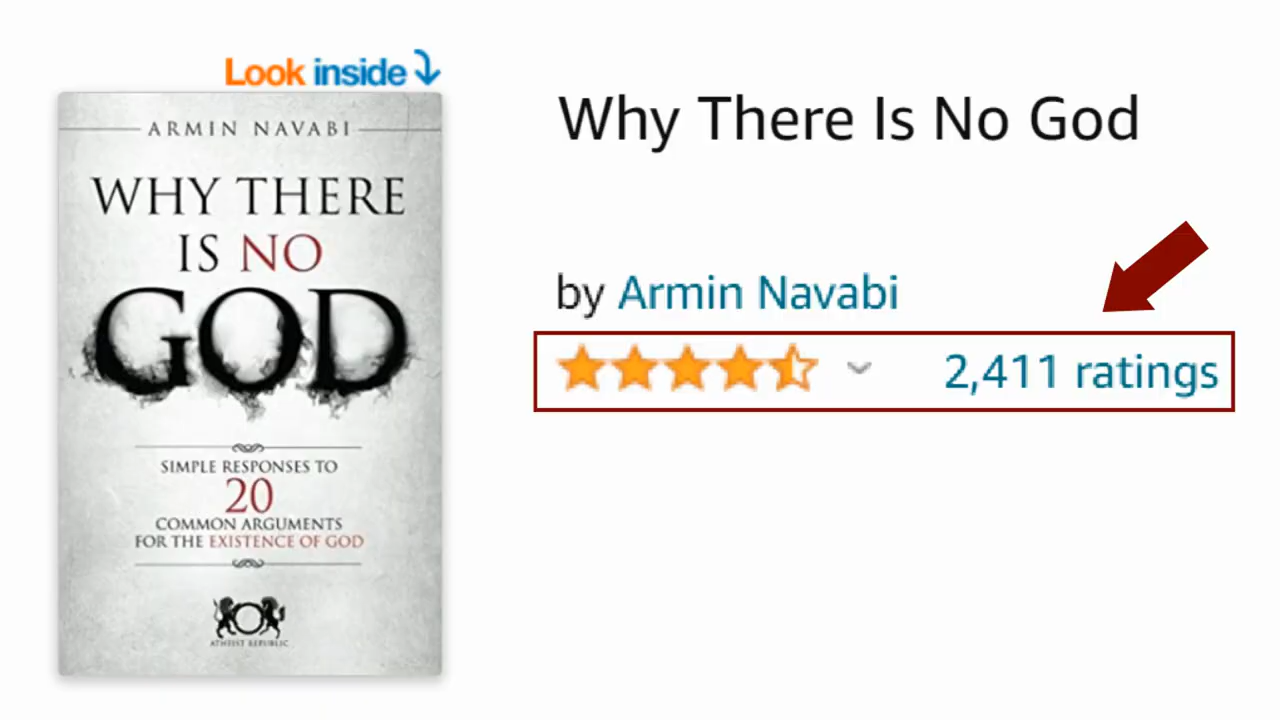 Look inside
ARMIN NAVABI
WHY THERE
IS NO
GOD
SIMPLE RESPONSES TO
20
COMMON ARGUMENTS
FOR THE EXISTENCE OF GOD
ATHEIST REPUBLIC
Why There Is No God
by Armin Navabi
2,411 ratings